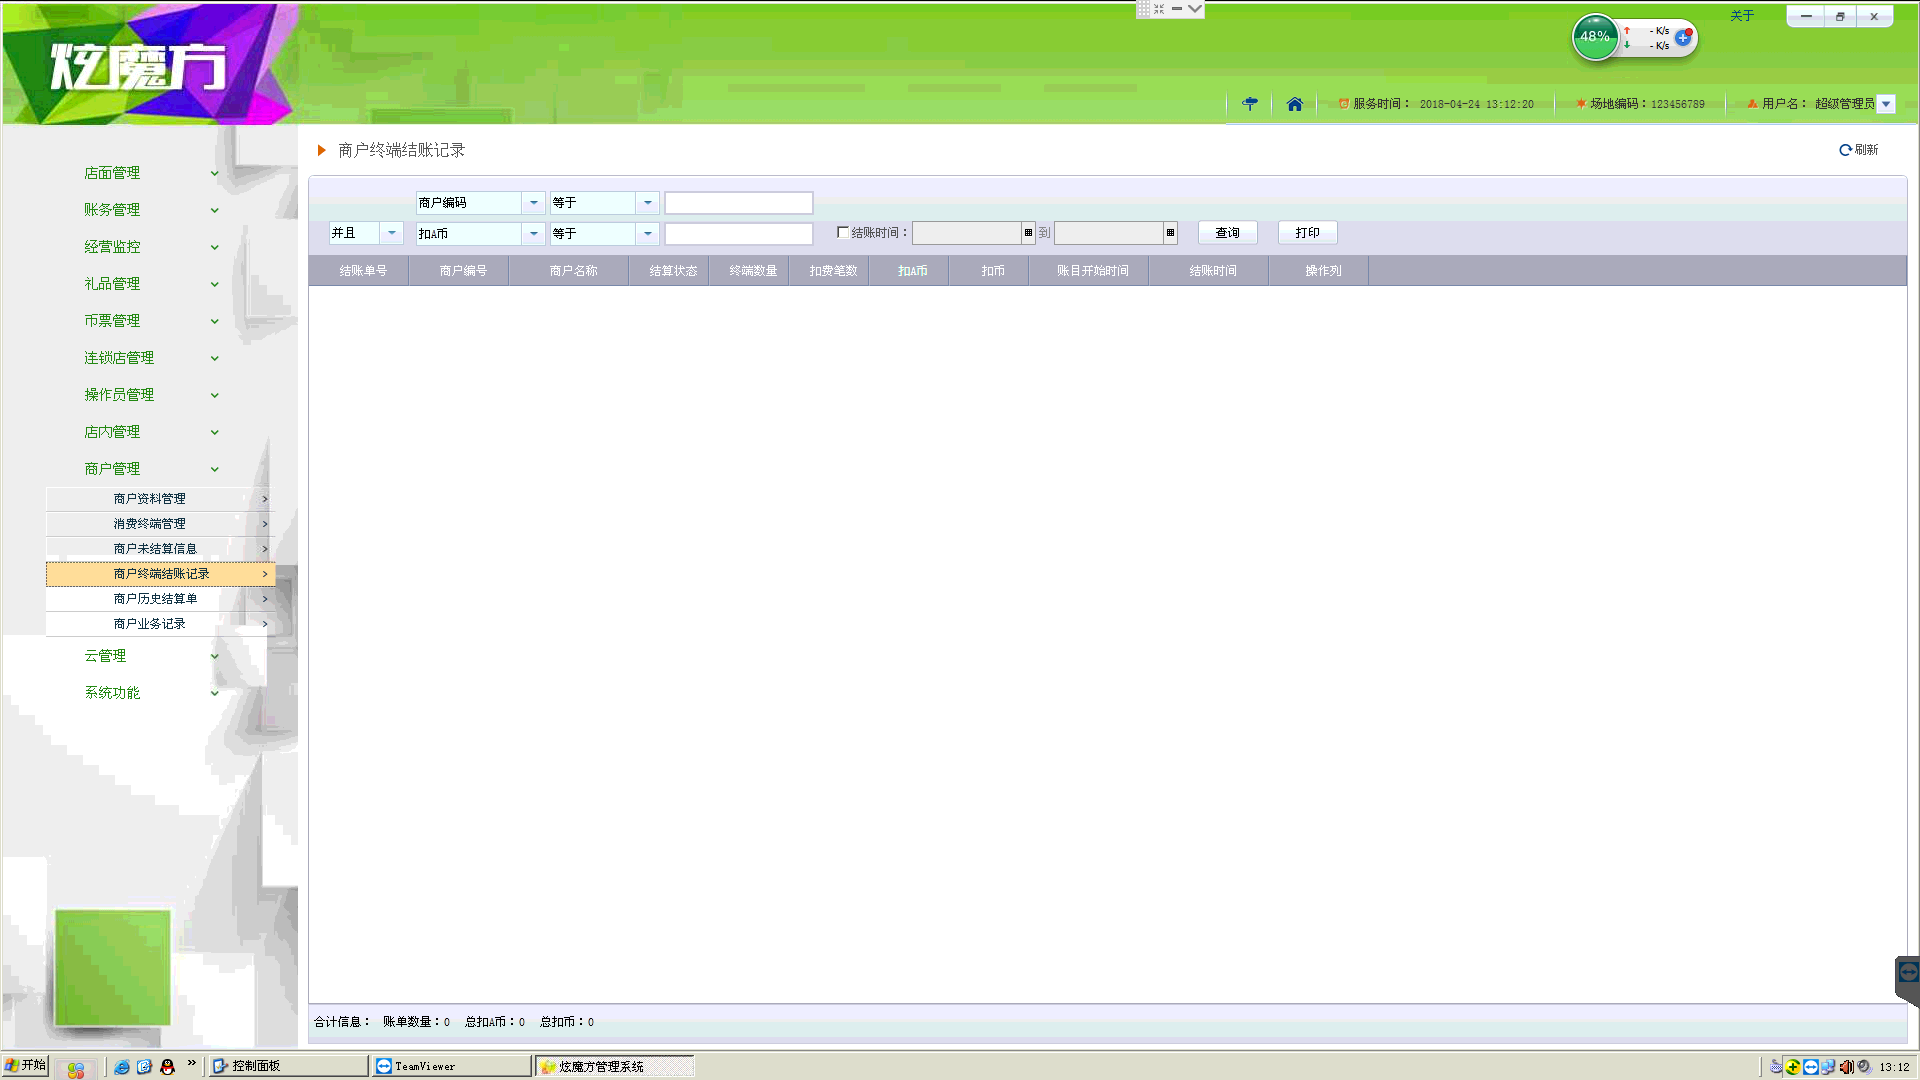 关于
炫魔方
48%
- K/s
- K/s
服务时间： 2018-04-24 13:12:20
场地编码：123456789
用户名： 超级管理员
商户终端结账记录
刷新
店面管理
账务管理
经营监控
礼品管理
币票管理
连锁店管理
操作员管理
店内管理
商户管理
商户资料管理
消费终端管理
商户未结算信息
商户终端结账记录
商户历史结算单
商户业务记录
云管理
系统功能
商户编码 等于
并且 扣A币 等于 结账时间： 到 查询 打印
结账单号 商户编号 商户名称 结算状态 终端数量 扣费笔数 扣A币 扣币 账目开始时间 结账时间 操作列
合计信息： 账单数量：0 总扣A币：0 总扣币：0
开始 控制面板 TeamViewer 炫魔方管理系统 13:12